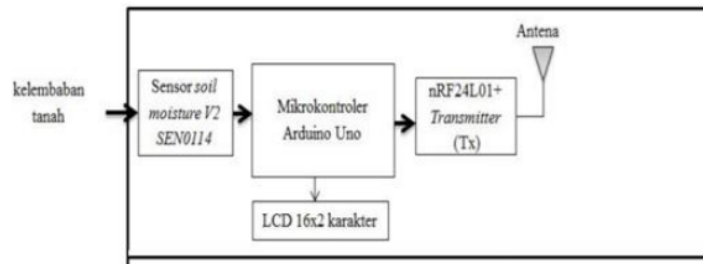 kelembaban
tanah
Sensor soil
moisture V2
SEN0114
Mikrokontroler
Arduino Uno
LCD 16x2 karakter
nRF24L01+
Transmitter
(Tx)
Antena